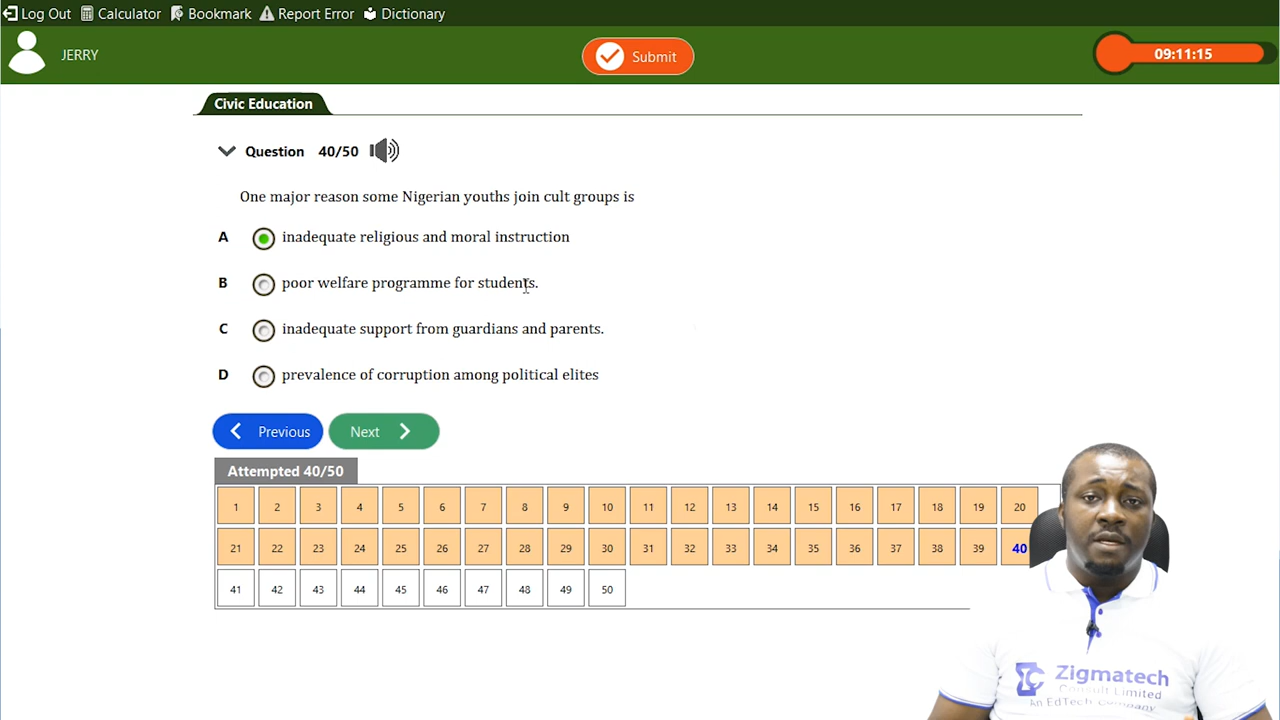 Log Out Calculator Bookmark Report Error Dictionary
JERRY
Submit
09:11:15
Civic Education
Question 40/50
One major reason some Nigerian youths join cult groups is
A inadequate religious and moral instruction
B poor welfare programme for students.
C inadequate support from guardians and parents.
D prevalence of corruption among political elites
Previous Next
Attempted 40/50
1 2 3 4 5 6 7 8 9 10 11 12 13 14 15 16 17 18 19 20
21 22 23 24 25 26 27 28 29 30 31 32 33 34 35 36 37 38 39 40
41 42 43 44 45 46 47 48 49 50
Zigmatech
Consult Limited
An EdTech Company